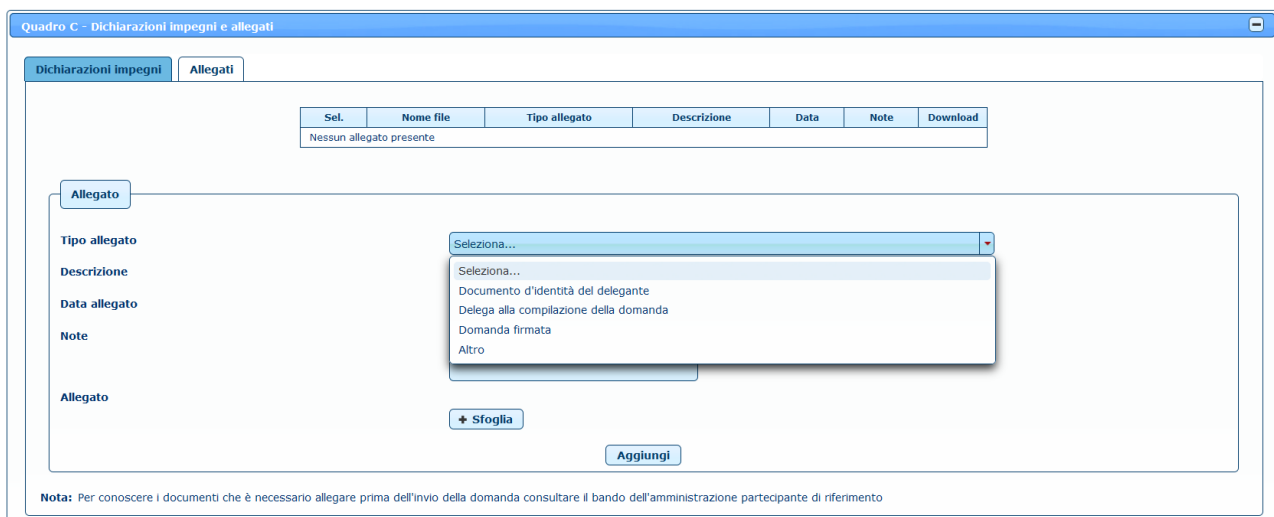 Quadro C - Dichiarazioni impegni e allegati
Dichiarazioni impegni Allegati
Sel. Nome file Tipo allegato Descrizione Data Note Download
Nessun allegato presente
Allegato
Tipo allegato Seleziona...
Seleziona...
Descrizione
Documento d'identità del delegante
Data allegato
Delega alla compilazione della domanda
Domanda firmata
Note
Altro
Allegato
+ Sfoglia
Aggiungi
Nota: Per conoscere i documenti che è necessario allegare prima dell'invio della domanda consultare il bando dell'amministrazione partecipante di riferimento